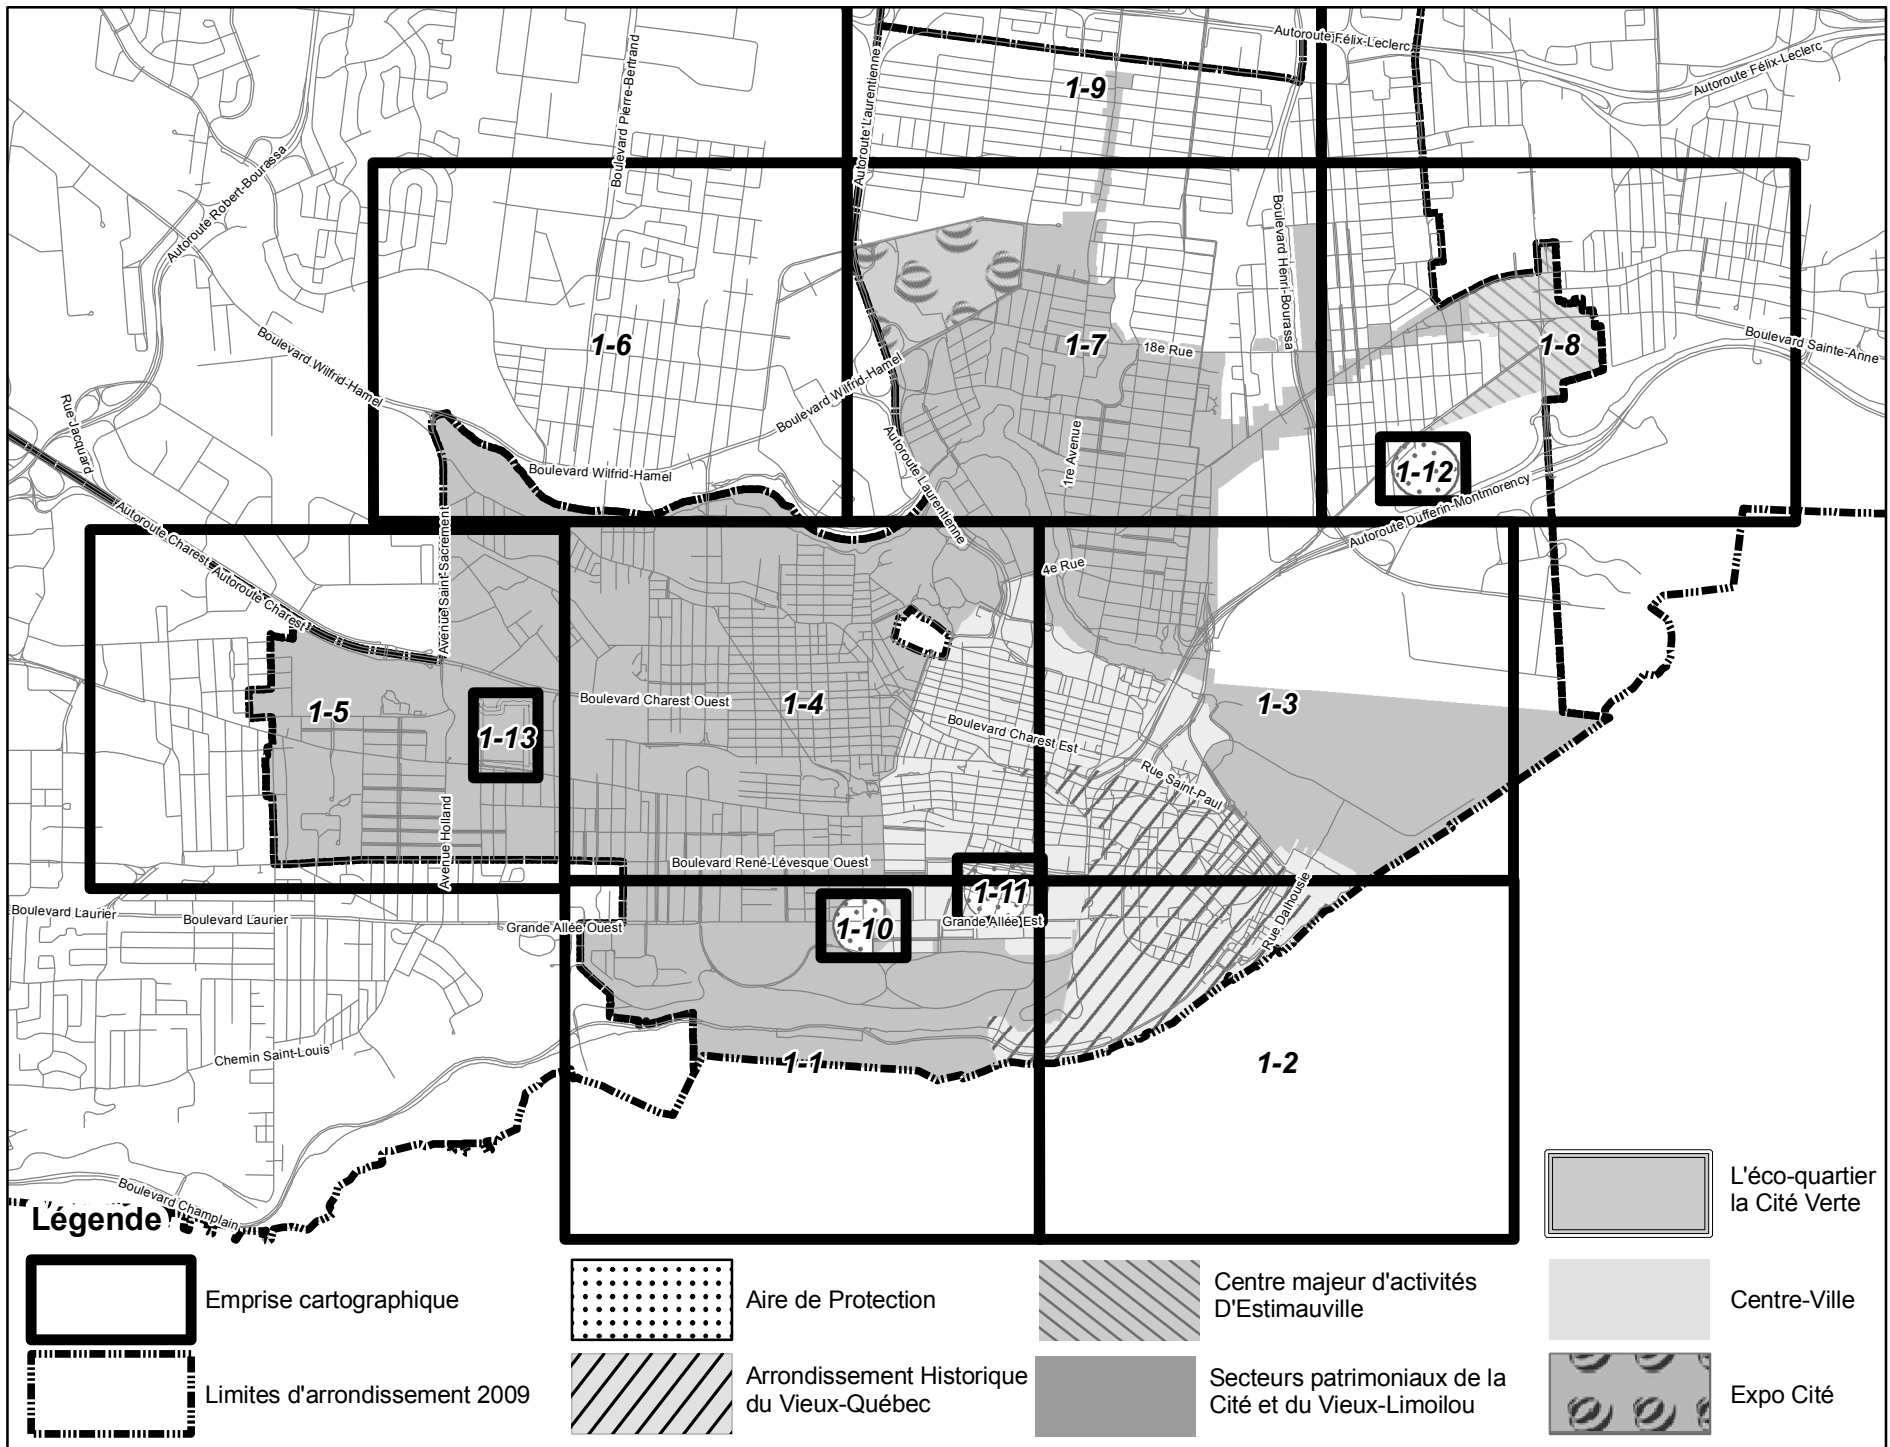 Autoroute Félix-Leclerc
Autoroute Félix-Leclerc
Boulevard Pierre-Bertrand
Autoroute Laurentienne
1-9
Autoroute Robert-Bourassa
Boulevard Henri-Bourassa
Boulevard Wilfrid-Hamel
1-6
1-7
18e Rue
1-8
Boulevard Sainte-Anne
Boulevard Wilfrid-Hamel
Rue Jacquard
Boulevard Wilfrid-Hamel
Autoroute Laurentienne
1re Avenue
1-12
Autoroute Dufferin-Montmorency
Autoroute Charest
Autoroute Charest
Avenue Saint-Sacrement
4e Rue
1-5
Boulevard Charest Ouest
1-4
1-3
1-13
Boulevard Charest Est
Rue Saint-Paul
Avenue Holland
Boulevard René-Lévesque Ouest
1-11
Boulevard Laurier
Boulevard Laurier
Grande Allée Ouest
1-10
Grande Allée Est
Rue Dalhousie
Chemin Saint-Louis
1-1
1-2
Boulevard Champlain
Légende
Emprise cartographique
Limites d'arrondissement 2009
Aire de Protection
Arrondissement Historique
du Vieux-Québec
Centre majeur d'activités
D'Estimauville
Secteurs patrimoniaux de la
Cité et du Vieux-Limoilou
L'éco-quartier
la Cité Verte
Centre-Ville
Expo Cité